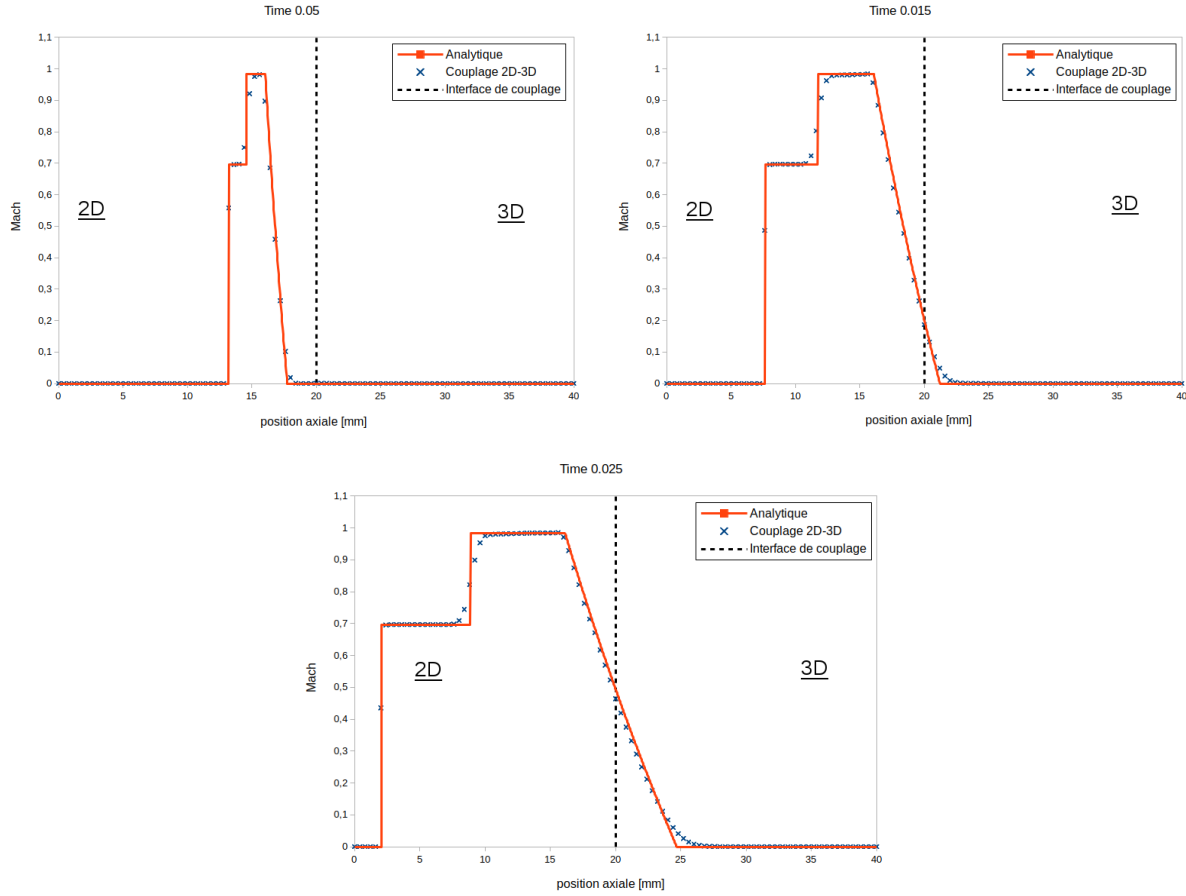 Time 0.05
1,1
1
0,9
0,8
0,7
0,6
0,5
0,4
0,3
0,2
0,1
0
Mach
Analytique
Couplage 2D-3D
Interface de couplage
2D
3D
0 5 10 15 20 25 30 35 40
position axiale [mm]
Time 0.015
1,1
1
0,9
0,8
0,7
0,6
0,5
0,4
0,3
0,2
0,1
0
Mach
Analytique
Couplage 2D-3D
Interface de couplage
2D
3D
0 5 10 15 20 25 30 35 40
position axiale [mm]
Time 0.025
1,1
1
0,9
0,8
0,7
0,6
0,5
0,4
0,3
0,2
0,1
0
Mach
Analytique
Couplage 2D-3D
Interface de couplage
2D
3D
0 5 10 15 20 25 30 35 40
position axiale [mm]